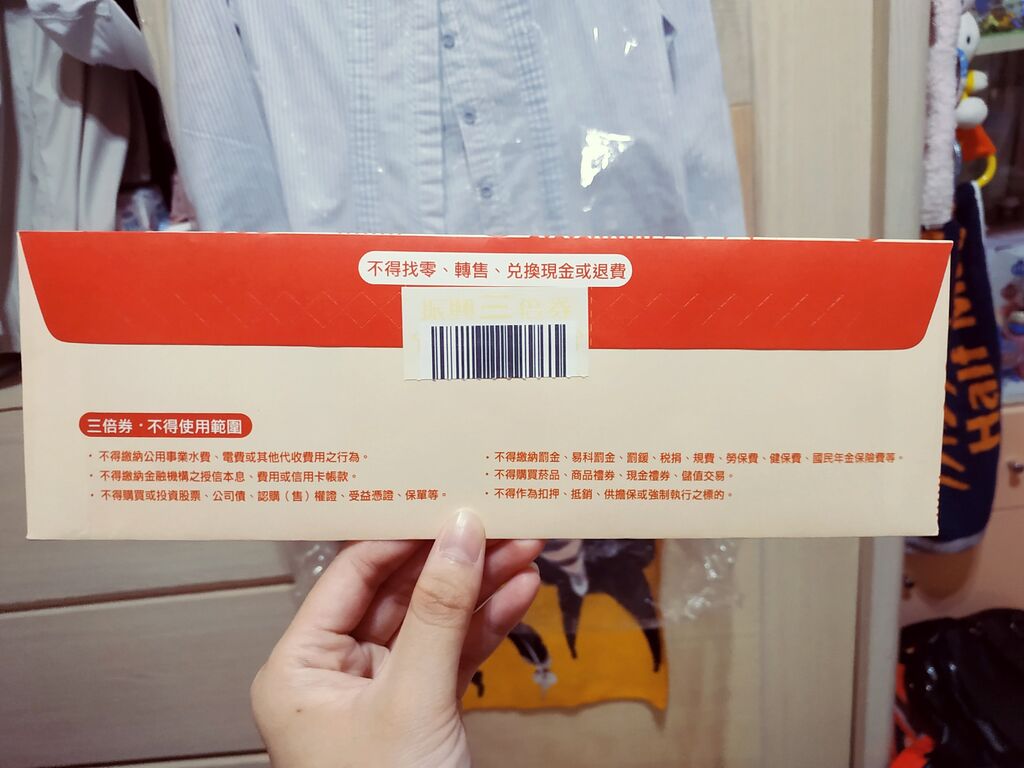 不得找零、轉售、兌換現金或退費
振興三倍券
三倍券・不得使用範圍
・不得繳納公用事業水費、電費或其他代收費用之行為。
・不得繳納金融機構之授信本息、費用或信用卡帳款。
・不得購買或投資股票、公司債、認購(售)權證、受益憑證、保單等。
・不得繳納罰金、易科罰金、罰鍰、稅捐、規費、勞保費、健保費、國民年金保險費等。
・不得購買菸品、商品禮券、現金禮券、儲值交易。
・不得作為扣押、抵銷、供擔保或強制執行之標的。
Half